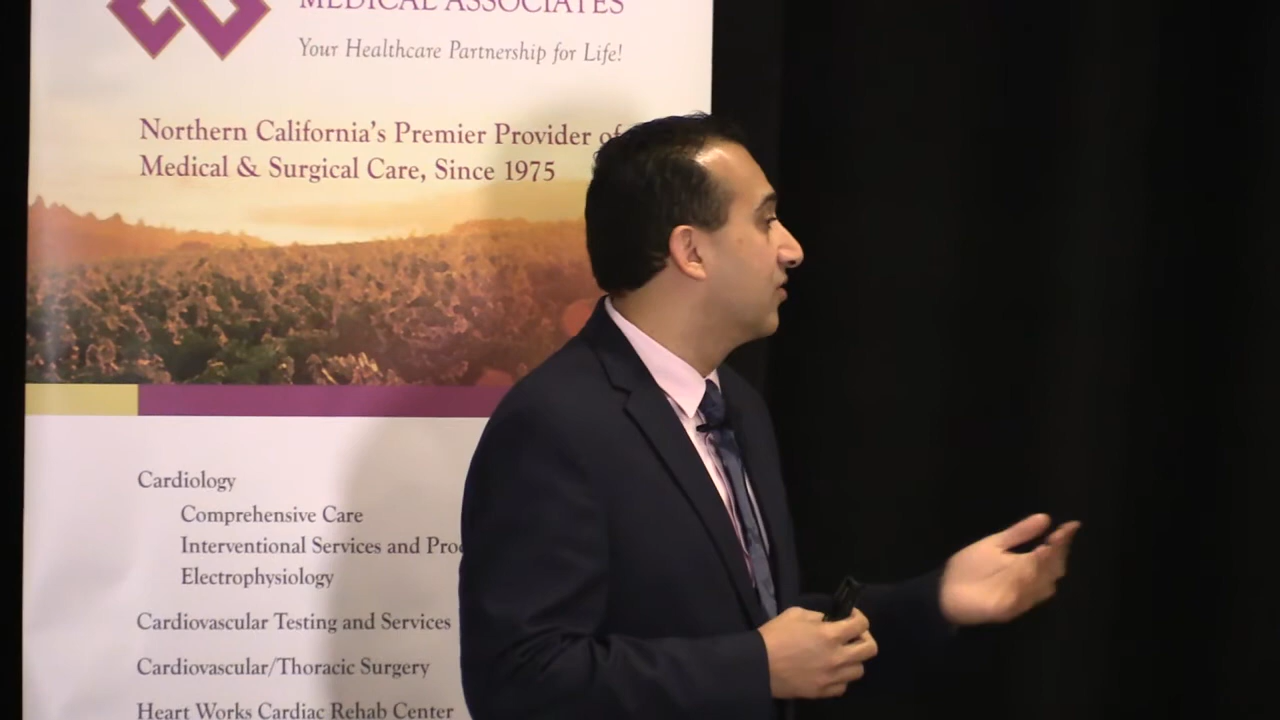 MEDICAL ASSOCIATES
Your Healthcare Partnership for Life!
Northern California's Premier Provider of
Medical & Surgical Care, Since 1975
Cardiology
Comprehensive Care
Interventional Services and
Electrophysiology
Cardiovascular Testing and Services
Cardiovascular/Thoracic Surgery
Heart Works Cardiac Rehab Center